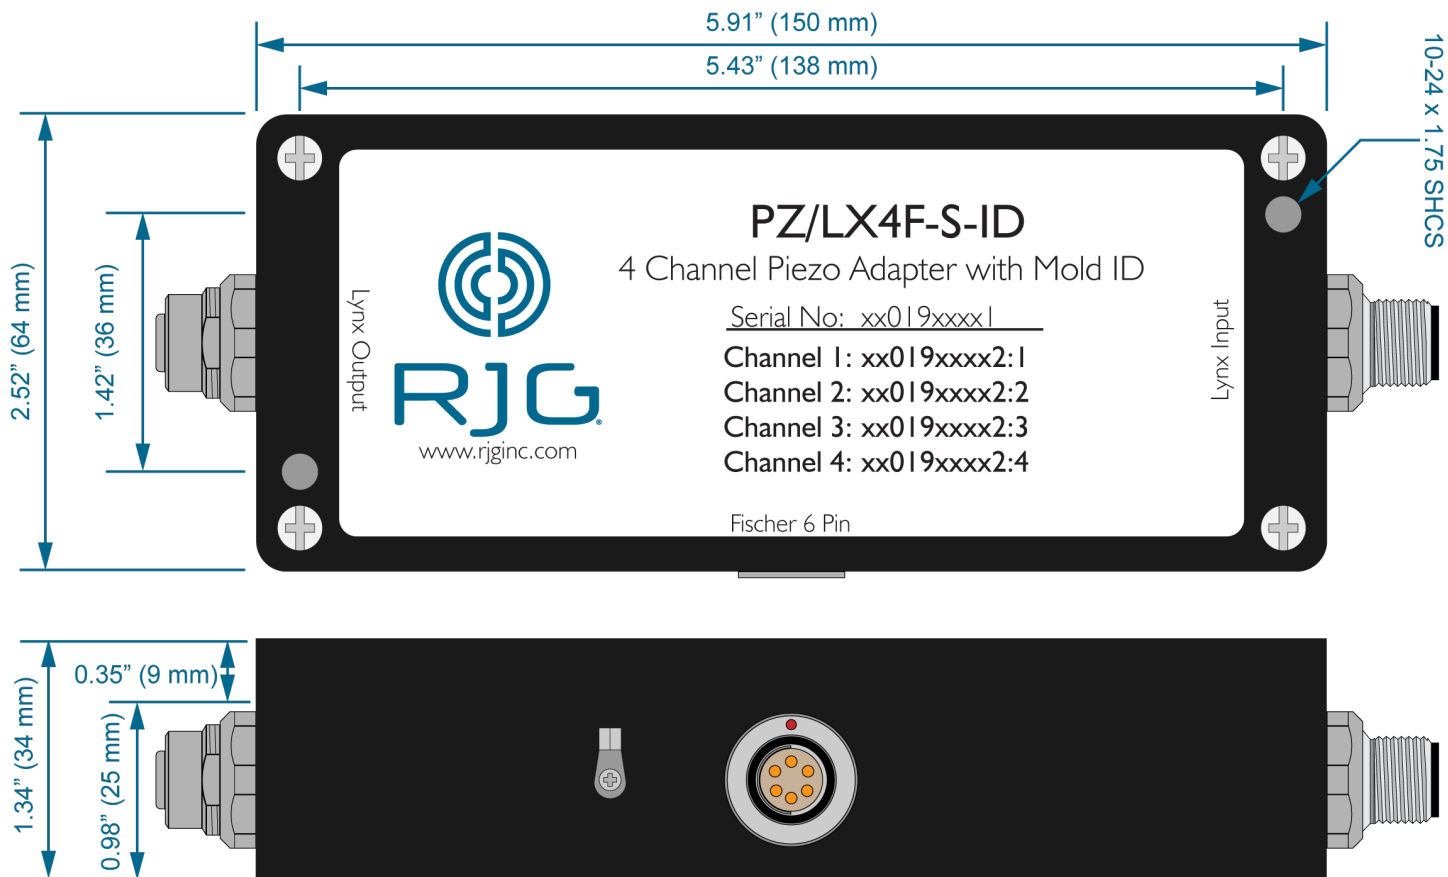 5.91” (150 mm)
5.43” (138 mm)
10-24 x 1.75 SHCS
2.52” (64 mm)
1.42” (36 mm)
Lynx Output
RJG®
www.rjginc.com
PZ/LX4F-S-ID
4 Channel Piezo Adapter with Mold ID
Serial No: xx019xxxx1
Channel 1: xx019xxxx2:1
Channel 2: xx019xxxx2:2
Channel 3: xx019xxxx2:3
Channel 4: xx019xxxx2:4
Fischer 6 Pin
Lynx Input
0.35” (9 mm)
1.34” (34 mm)
0.98” (25 mm)